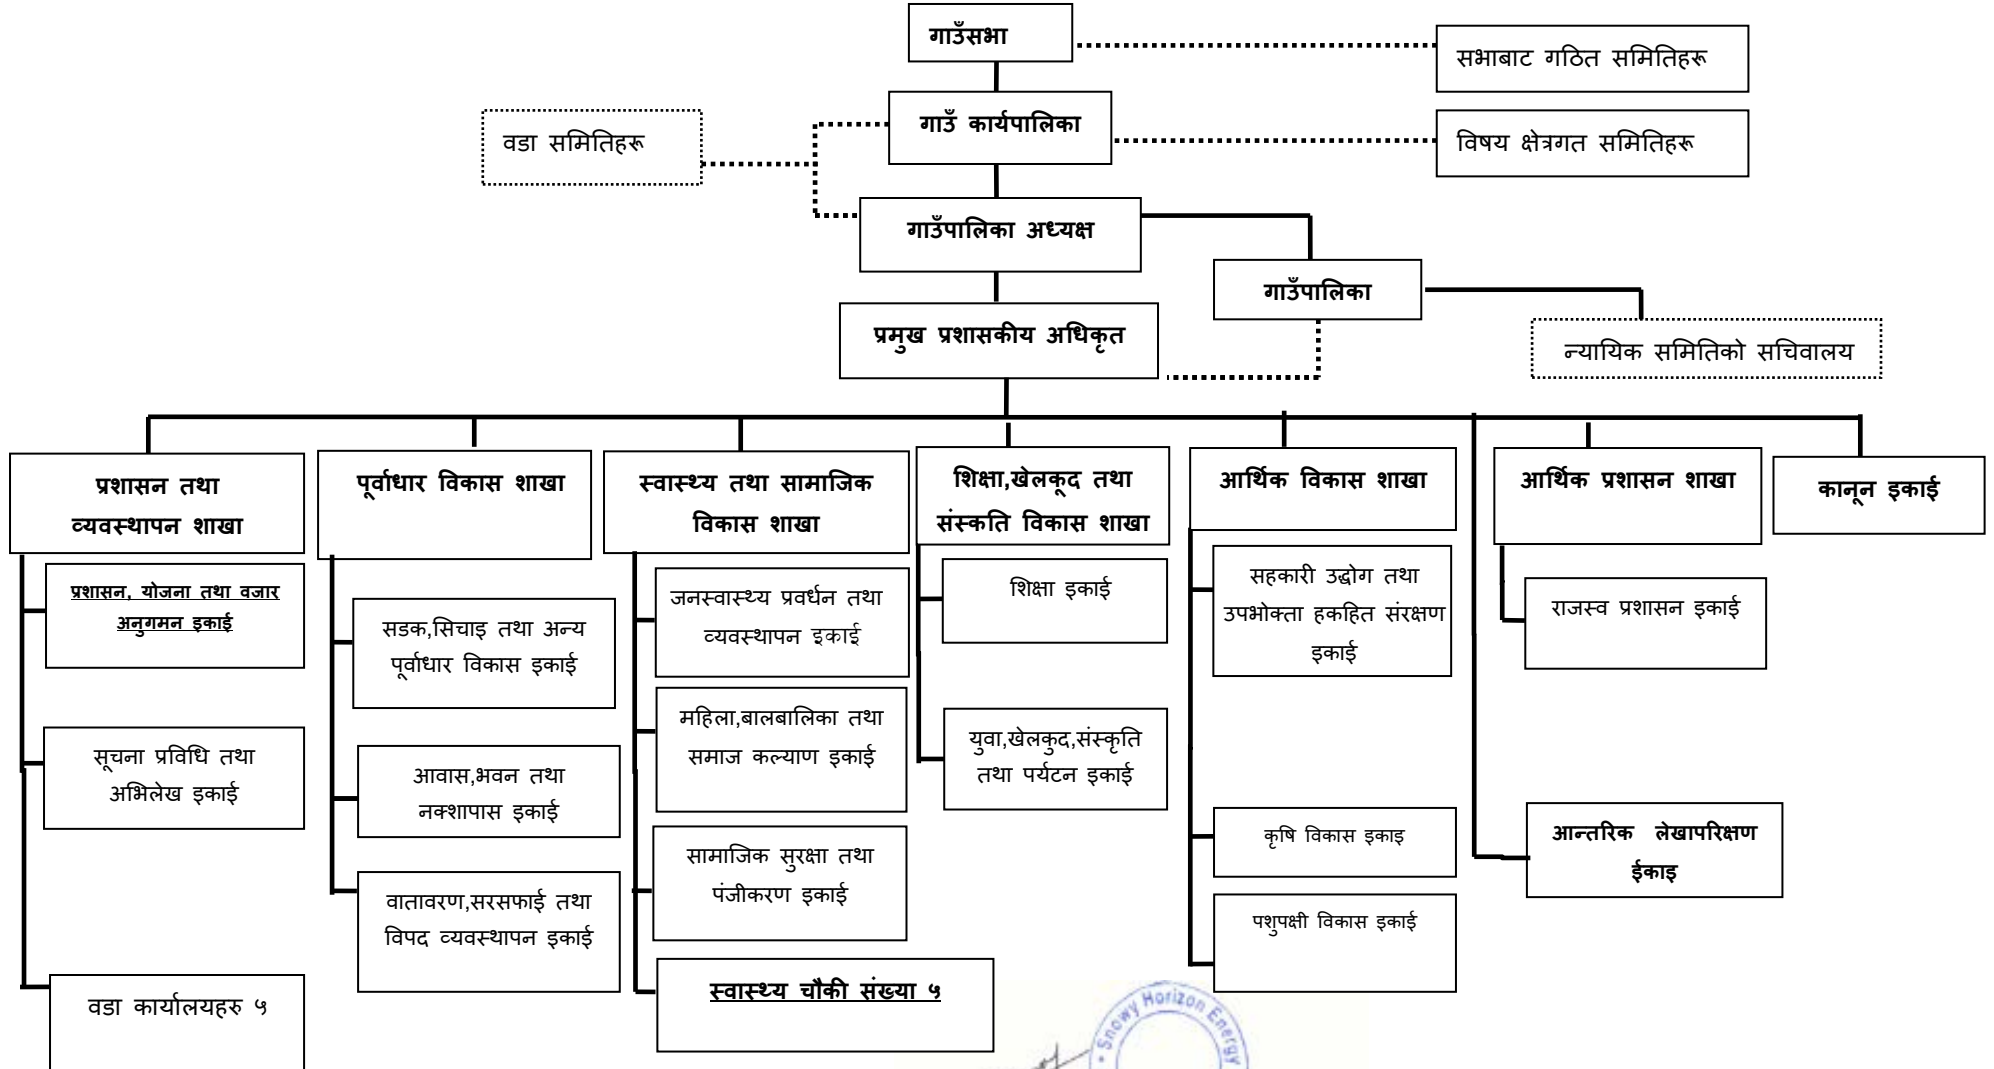 गाउँसभा
सभाबाट गठित समितिहरू
गाउँ कार्यपालिका
वडा समितिहरू
विषय क्षेत्रगत समितिहरू
गाउँपालिका अध्यक्ष
गाउँपालिका
प्रमुख प्रशासकीय अधिकृत
न्यायिक समितिको सचिवालय
प्रशासन तथा
व्यवस्थापन शाखा
प्रशासन, योजना तथा वजार
अनुगमन इकाई
सूचना प्रविधि तथा
अभिलेख इकाई
वडा कार्यालयहरु ५
पूर्वाधार विकास शाखा
सडक,सिचाइ तथा अन्य
पूर्वाधार विकास इकाई
आवास,भवन तथा
नक्शापास इकाई
वातावरण,सरसफाई तथा
विपद व्यवस्थापन इकाई
स्वास्थ्य तथा सामाजिक
विकास शाखा
जनस्वास्थ्य प्रवर्धन तथा
व्यवस्थापन इकाई
महिला,बालबालिका तथा
समाज कल्याण इकाई
सामाजिक सुरक्षा तथा
पंजीकरण इकाई
स्वास्थ्य चौकी संख्या ५
शिक्षा,खेलकूद तथा
संस्कति विकास शाखा
शिक्षा इकाई
युवा,खेलकुद,संस्कृति
तथा पर्यटन इकाई
आर्थिक विकास शाखा
सहकारी उद्धोग तथा
उपभोक्ता हकहित संरक्षण
इकाई
कृषि विकास इकाइ
पशुपक्षी विकास इकाई
आर्थिक प्रशासन शाखा
राजस्व प्रशासन इकाई
आन्तरिक लेखापरिक्षण
ईकाइ
कानून इकाई
Snowy Horizon Energy